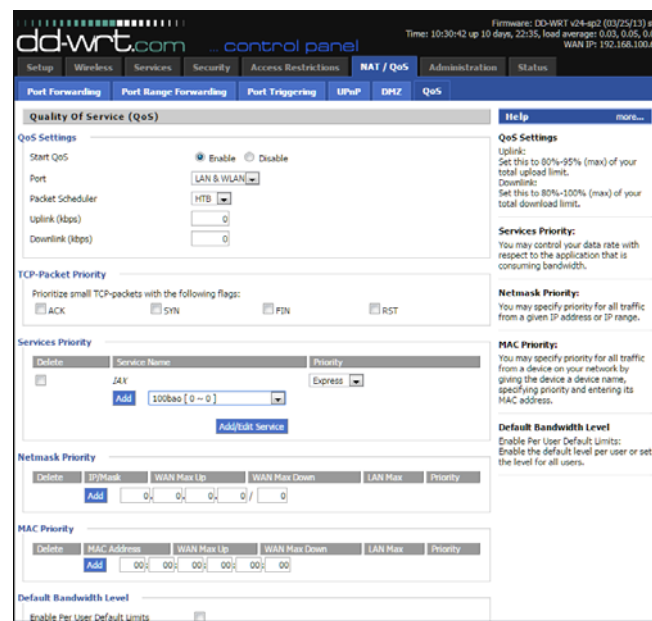 Firmware: DD-WRT v24-sp2 (03/25/13) s
Time: 10:30:42 up 10 days, 22:35, load average: 0.03, 0.05, 0.0
WAN IP: 192.168.100.
dd-wrt.com ... control panel
Setup Wireless Services Security Access Restrictions NAT / QoS Administration Status
Port Forwarding Port Range Forwarding Port Triggering UPnP DMZ QoS
Quality Of Service (QoS)
QoS Settings
Start QoS Enable Disable
Port LAN & WLAN
Packet Scheduler HTB
Uplink (kbps) 0
Downlink (kbps) 0
TCP-Packet Priority
Prioritize small TCP-packets with the following flags:
ACK SYN FIN RST
Services Priority
Delete Service Name Priority
IAX Express
Add 100bao [ 0 ~ 0 ]
Add/Edit Service
Netmask Priority
Delete IP/Mask WAN Max Up WAN Max Down LAN Max Priority
Add 0. 0. 0. 0 / 0
MAC Priority
Delete MAC Address WAN Max Up WAN Max Down LAN Max Priority
Add 00: 00: 00: 00: 00: 00
Default Bandwidth Level
Enable Per User Default Limits
Help more...
QoS Settings
Uplink:
Set this to 80%-95% (max) of your
total upload limit.
Downlink:
Set this to 80%-100% (max) of your
total download limit.
Services Priority:
You may control your data rate with
respect to the application that is
consuming bandwidth.
Netmask Priority:
You may specify priority for all traffic
from a given IP address or IP range.
MAC Priority:
You may specify priority for all traffic
from a device on your network by
giving the device a device name,
specifying priority and entering its
MAC address.
Default Bandwidth Level
Enable Per User Default Limits:
Enable the default level per user or set
the level for all users.